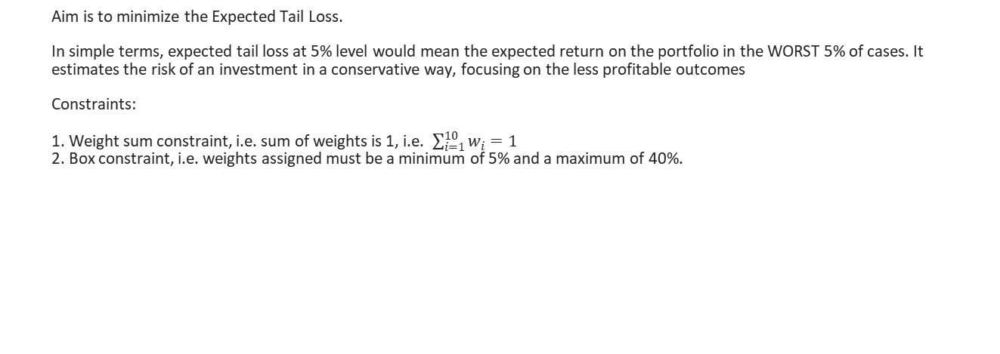 Aim is to minimize the Expected Tail Loss.
In simple terms, expected tail loss at 5% level would mean the expected return on the portfolio in the WORST 5% of cases. It
estimates the risk of an investment in a conservative way, focusing on the less profitable outcomes
Constraints:
1. Weight sum constraint, i.e. sum of weights is 1, i.e. ∑_{i=1}^{10} w_i = 1
2. Box constraint, i.e. weights assigned must be a minimum of 5% and a maximum of 40%.